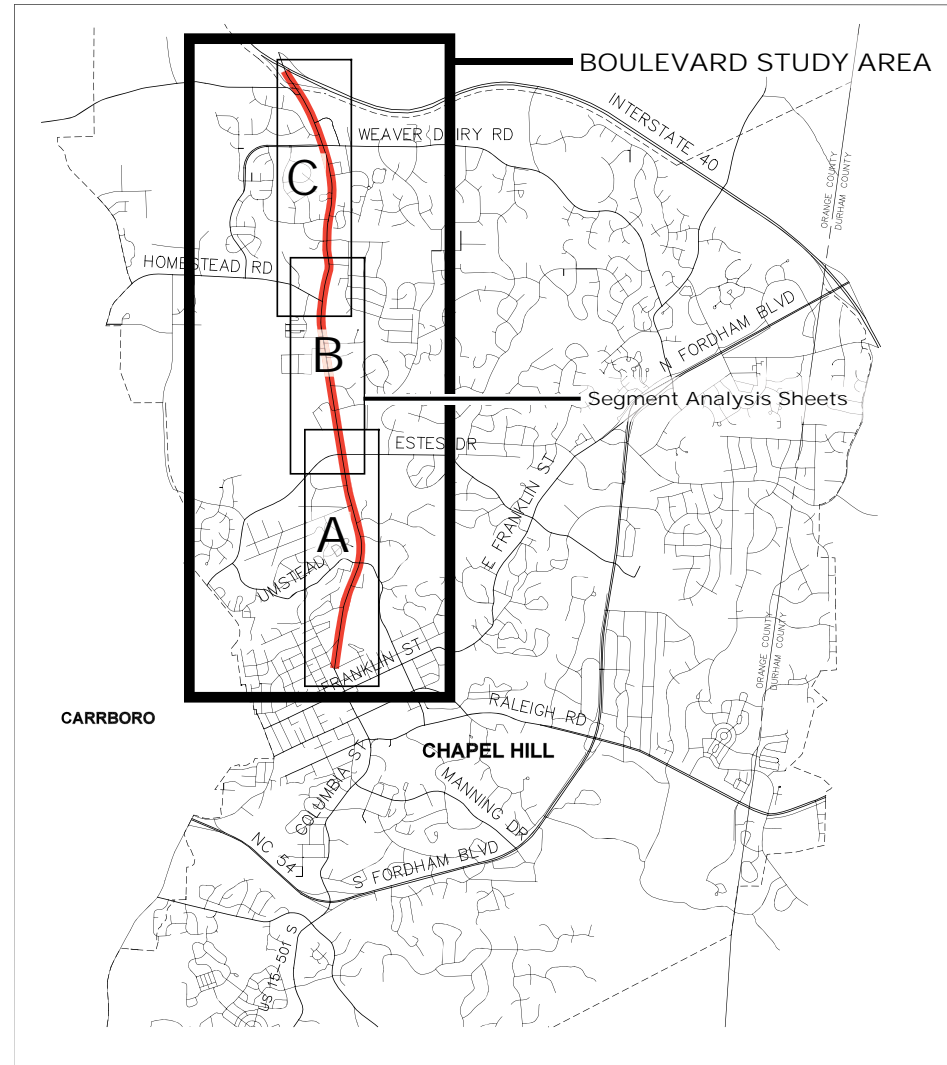 BOULEVARD STUDY AREA
INTERSTATE 40
WEAVER DAIRY RD
C
ORANGE COUNTY
DURHAM COUNTY
HOMESTEAD RD
N FORDHAM BLVD
B
Segment Analysis Sheets
ESTES DR
E FRANKLIN ST
A
UMSTEAD DR
ORANGE COUNTY
DURHAM COUNTY
FRANKLIN ST
RALEIGH RD
CARRBORO
CHAPEL HILL
COLUMBIA ST
MANNING DR
NC 54
S FORDHAM BLVD
US 15-501 S